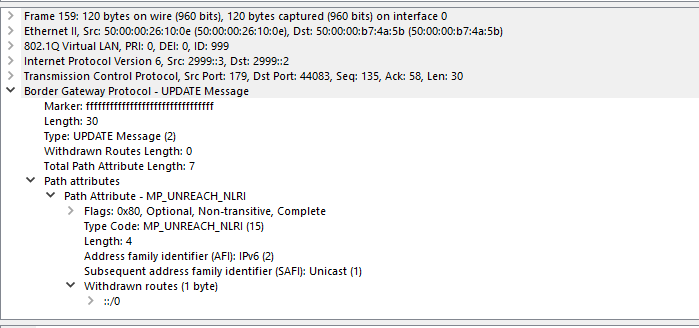 Frame 159: 120 bytes on wire (960 bits), 120 bytes captured (960 bits) on interface 0
Ethernet II, Src: 50:00:00:26:10:0e (50:00:00:26:10:0e), Dst: 50:00:00:b7:4a:5b (50:00:00:b7:4a:5b)
802.1Q Virtual LAN, PRI: 0, DEI: 0, ID: 999
Internet Protocol Version 6, Src: 2999::3, Dst: 2999::2
Transmission Control Protocol, Src Port: 179, Dst Port: 44083, Seq: 135, Ack: 58, Len: 30
Border Gateway Protocol - UPDATE Message
Marker: ffffffffffffffffffffffffffffffff
Length: 30
Type: UPDATE Message (2)
Withdrawn Routes Length: 0
Total Path Attribute Length: 7
Path attributes
Path Attribute - MP_UNREACH_NLRI
Flags: 0x80, Optional, Non-transitive, Complete
Type Code: MP_UNREACH_NLRI (15)
Length: 4
Address family identifier (AFI): IPv6 (2)
Subsequent address family identifier (SAFI): Unicast (1)
Withdrawn routes (1 byte)
::/0